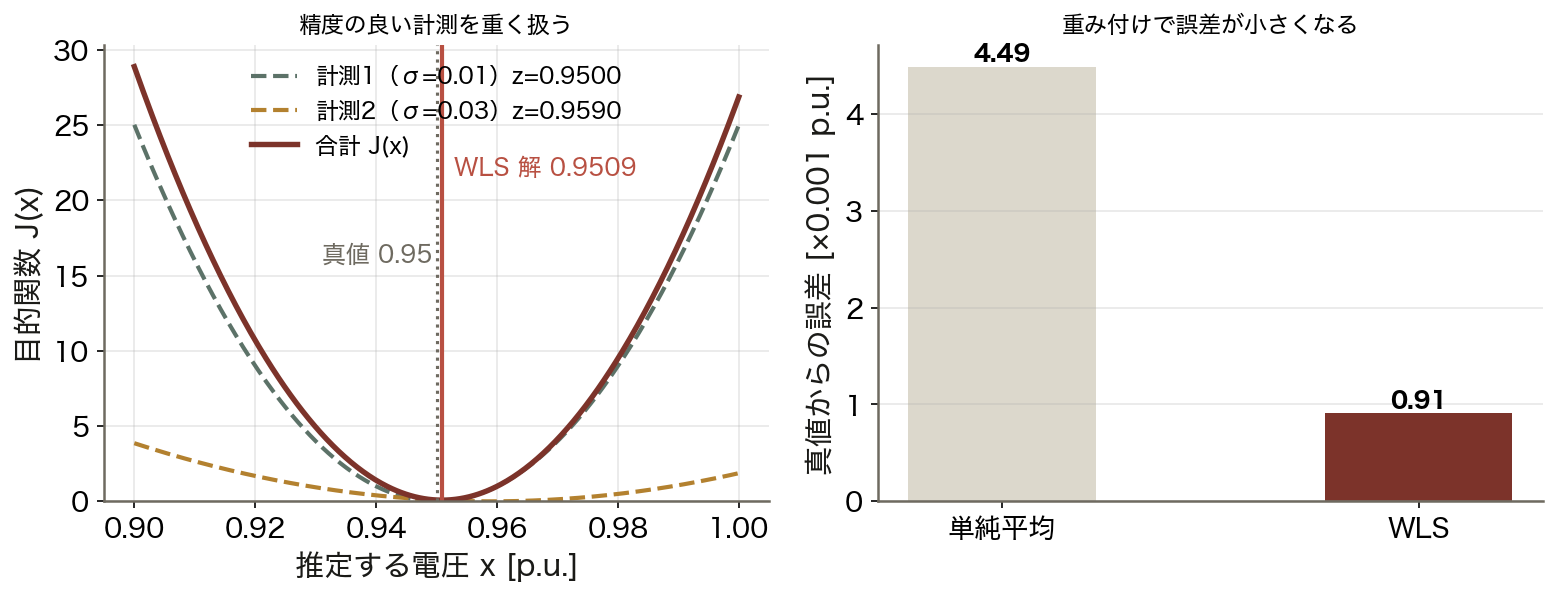 精度の良い計測を重く扱う
目的関数 J(x)
30
25
20
15
10
5
0
計測1（σ=0.01）z=0.9500
計測2（σ=0.03）z=0.9590
合計 J(x)
WLS 解 0.9509
真値 0.95
0.90 0.92 0.94 0.96 0.98 1.00
推定する電圧 x [p.u.]
重み付けで誤差が小さくなる
真値からの誤差 [×0.001 p.u.]
4
3
2
1
0
4.49
0.91
単純平均 WLS